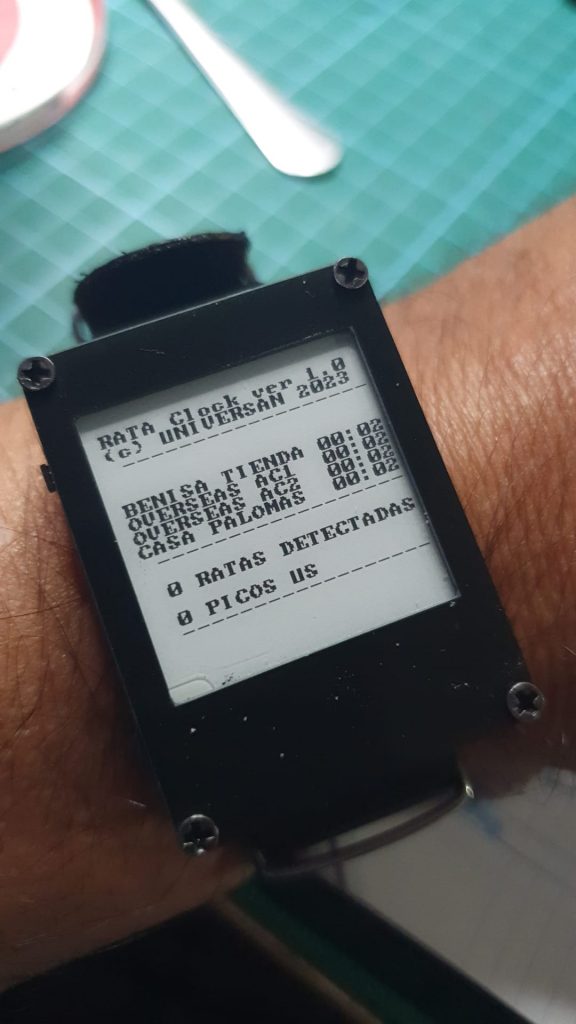 RATA Clock ver 1.0
(c) UNIVERSAN 2023
BENISA TIENDA 00:02
OVERSEAS AC1 00:02
OVERSEAS AC2 00:02
CASA PALOMAS 00:02
0 RATAS DETECTADAS
0 PICOS US